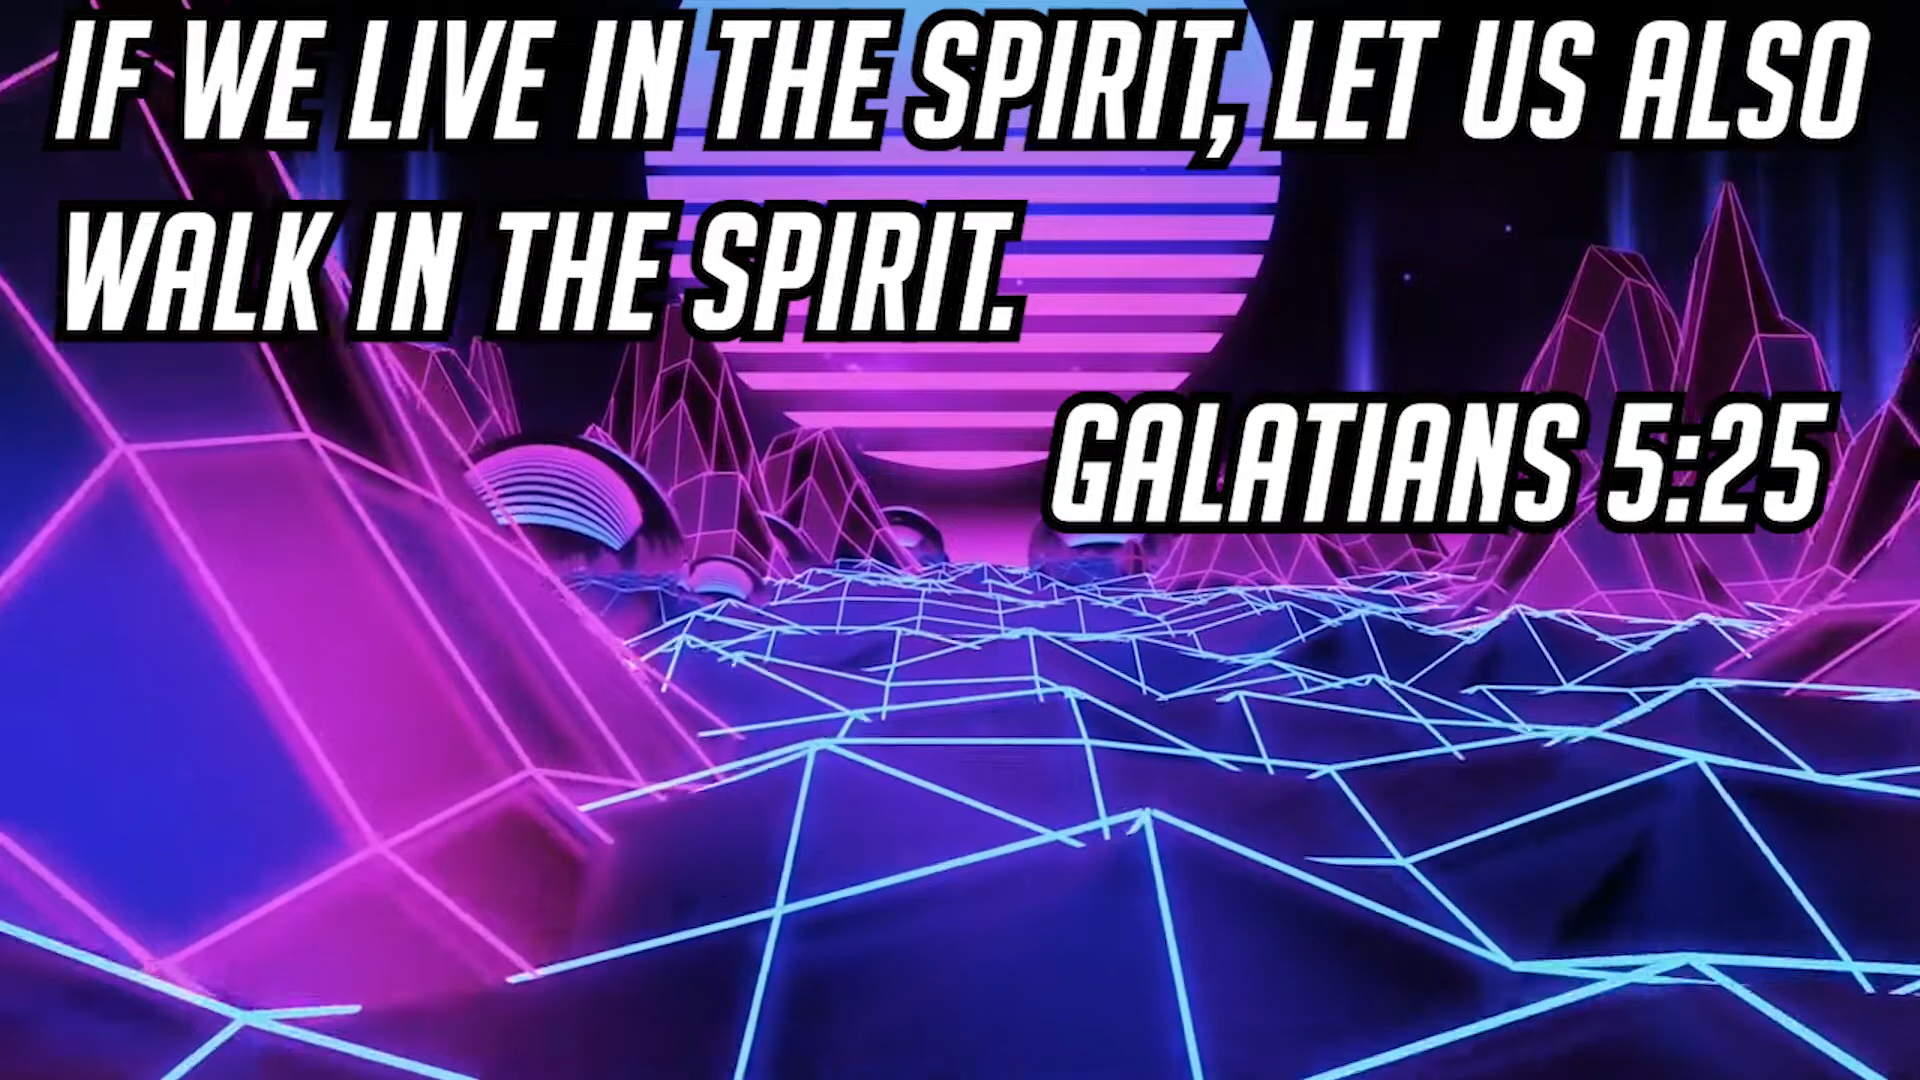 IF WE LIVE IN THE SPIRIT, LET US ALSO
WALK IN THE SPIRIT.
GALATIANS 5:25